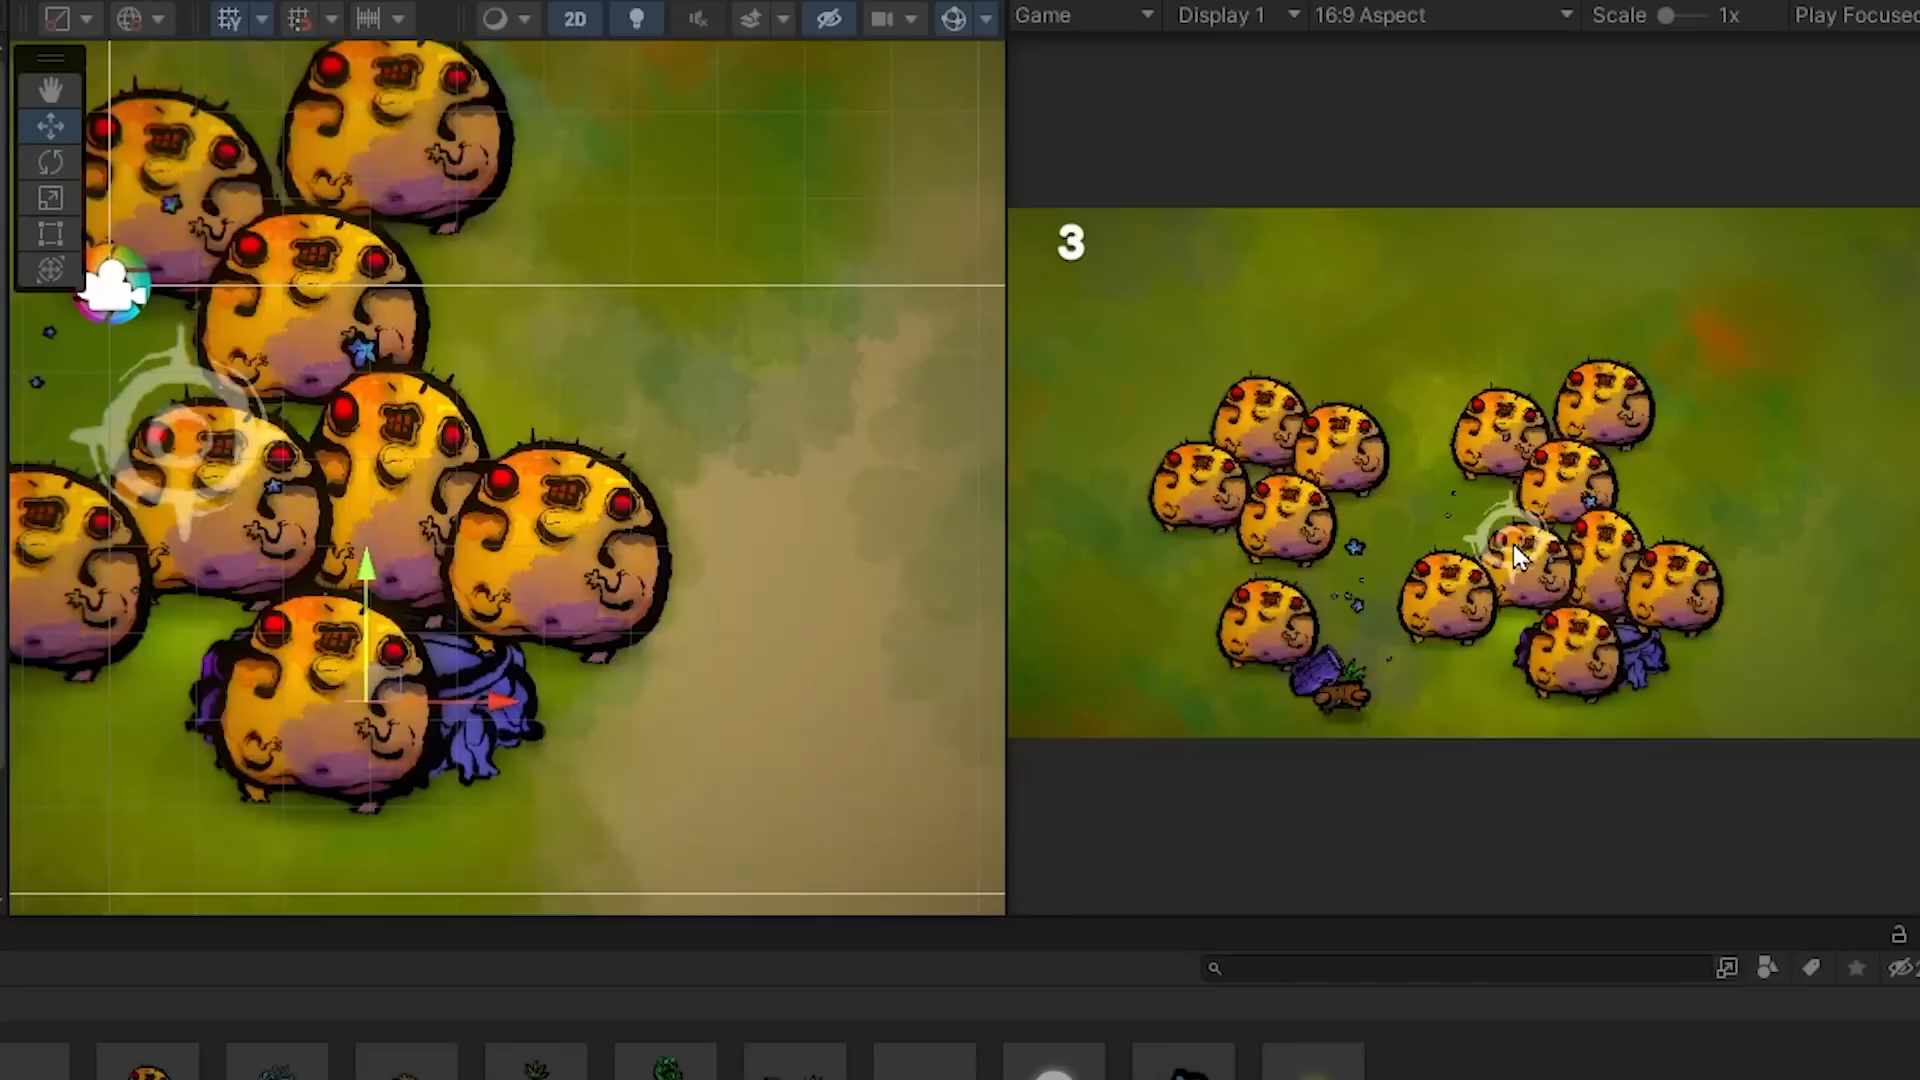 2D
Game
Display 1
16:9 Aspect
Scale
1x
Play Focused
3